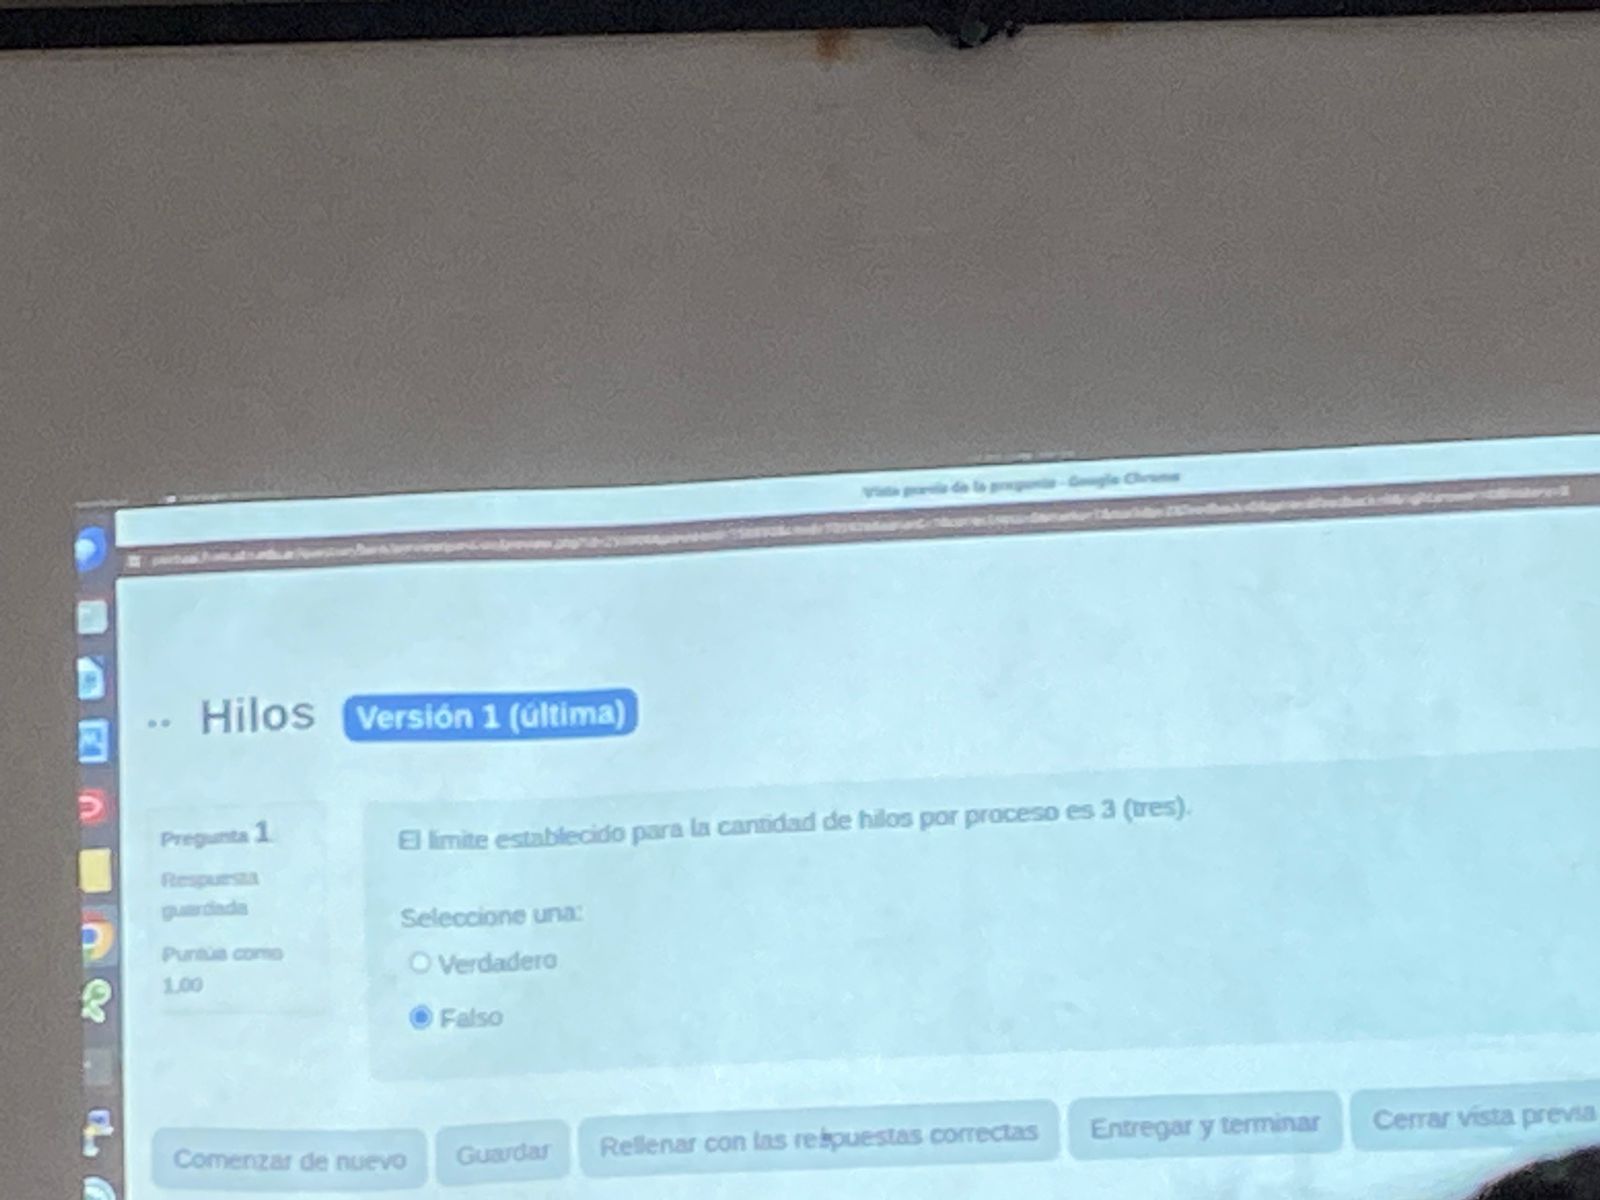 Vista previa de la pregunta - Google Chrome
.. Hilos Versión 1 (última)
Pregunta 1
Respuesta
guardada
Puntúa como
1,00
El límite establecido para la cantidad de hilos por proceso es 3 (tres).
Seleccione una:
Verdadero
Falso
Comenzar de nuevo Guardar Rellenar con las respuestas correctas Entregar y terminar Cerrar vista previa